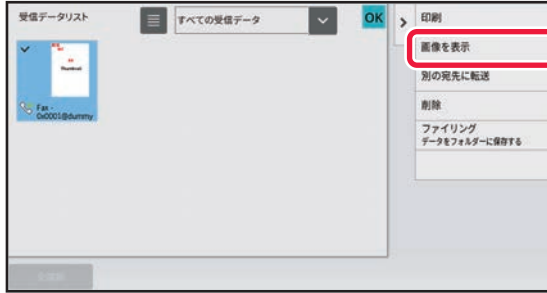 受信データリスト
すべての受信データ
OK
印刷
画像を表示
別の宛先に転送
削除
ファイリング
データをフォルダーに保存する
Thumbnail
Fax -
0x0001@dummy